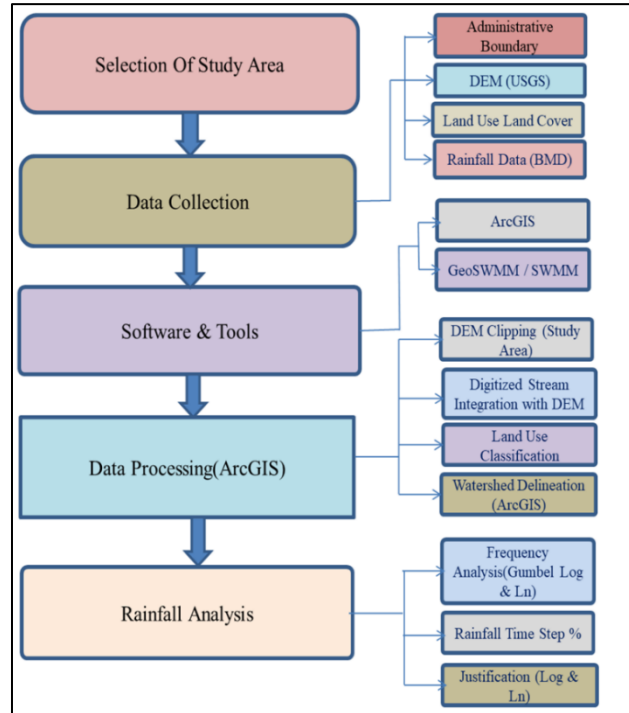 Selection Of Study Area
Administrative
Boundary
DEM (USGS)
Land Use Land Cover
Rainfall Data (BMD)
Data Collection
ArcGIS
GeoSWMM / SWMM
Software & Tools
DEM Clipping (Study
Area)
Digitized Stream
Integration with DEM
Land Use
Classification
Watershed Delineation
(ArcGIS)
Data Processing(ArcGIS)
Frequency
Analysis(Gumbel Log
& Ln)
Rainfall Time Step %
Justification (Log &
Ln)
Rainfall Analysis